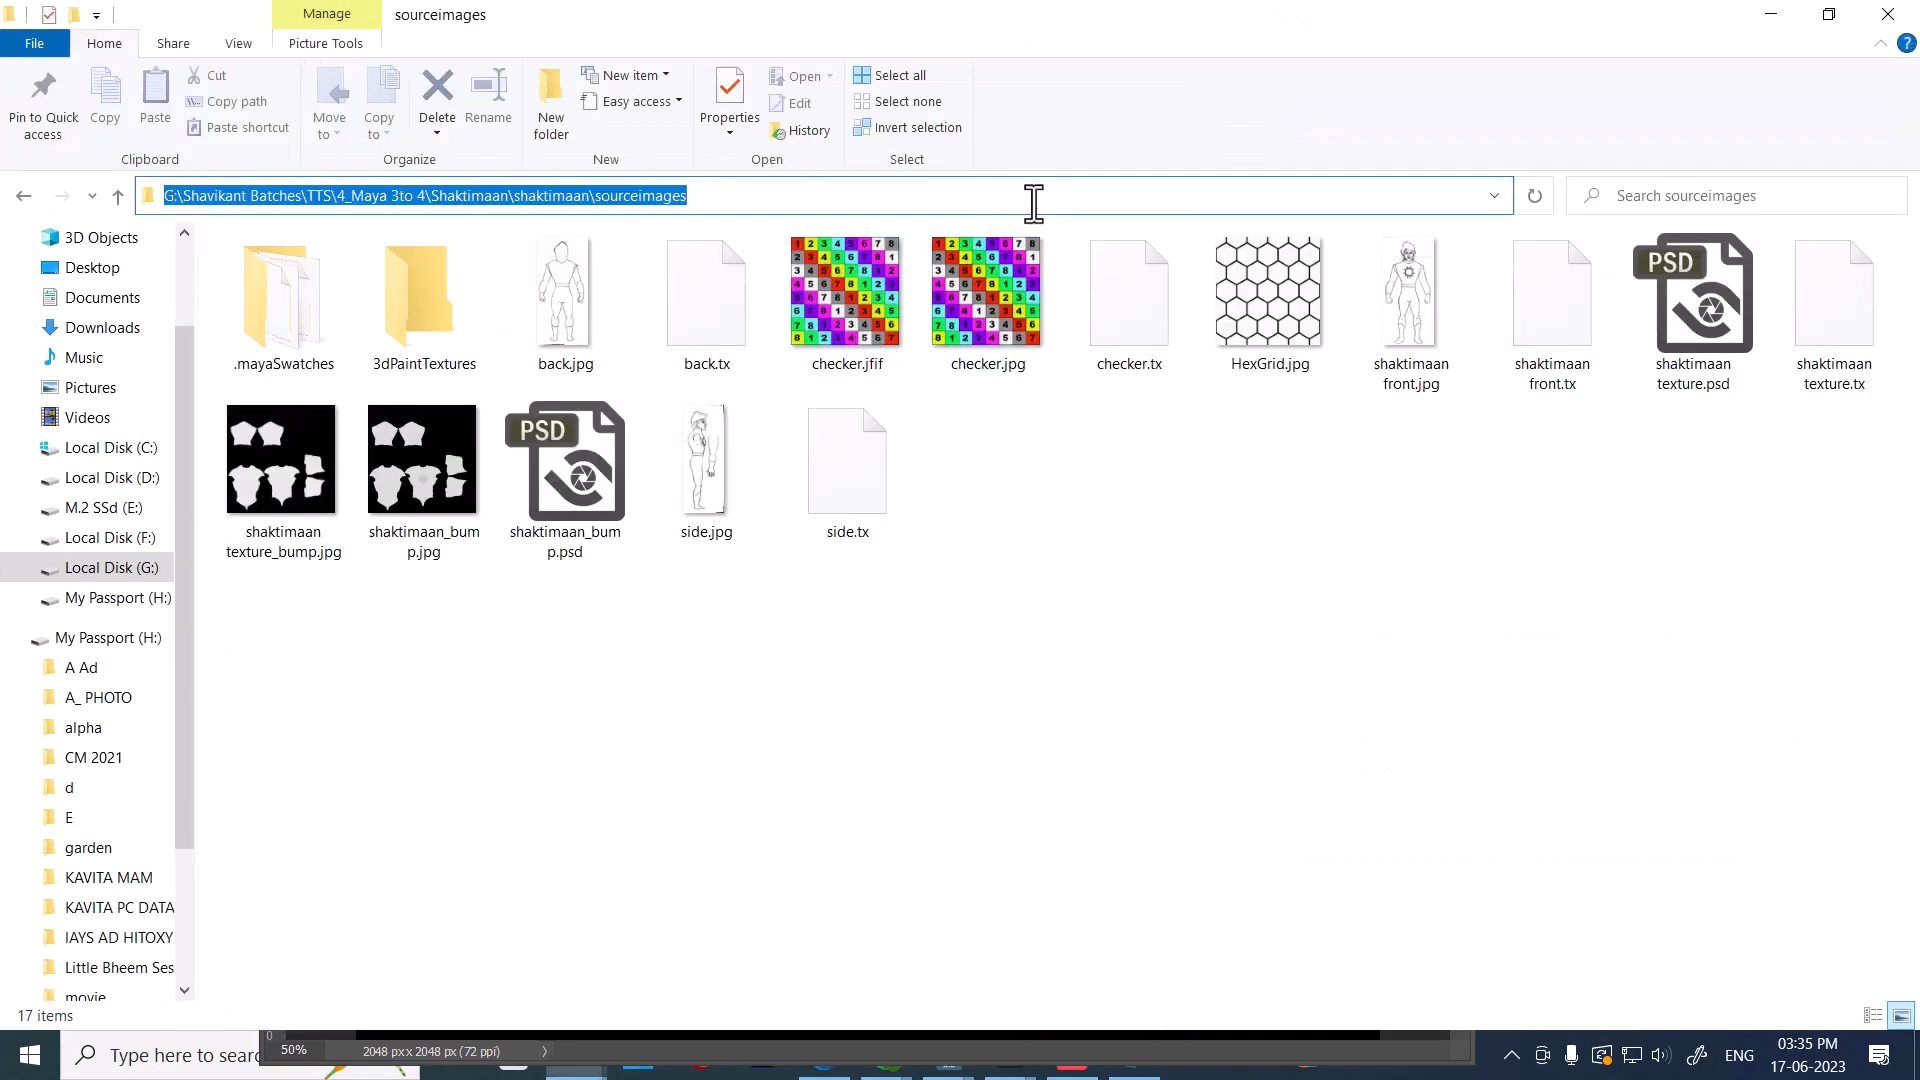 Manage
sourceimages
File
Home
Share
View
Picture Tools
Pin to Quick
access
Copy
Paste
Cut
Copy path
Paste shortcut
Clipboard
Move
to
Copy
to
Delete
Rename
Organize
New
folder
New item
Easy access
New
Properties
Open
Edit
History
Open
Select all
Select none
Invert selection
Select
G:\Shavikant Batches\TTS\4_Maya 3to 4\Shaktimaan\shaktimaan\sourceimages
Search sourceimages
3D Objects
Desktop
Documents
Downloads
Music
Pictures
Videos
Local Disk (C:)
Local Disk (D:)
M.2 SSd (E:)
Local Disk (F:)
Local Disk (G:)
My Passport (H:)
My Passport (H:)
A Ad
A_ PHOTO
alpha
CM 2021
d
E
garden
KAVITA MAM
KAVITA PC DATA
IAYS AD HITOXY
Little Bheem Ses
movie
.mayaSwatches
3dPaintTextures
back.jpg
back.tx
checker.jfif
checker.jpg
checker.tx
HexGrid.jpg
shaktimaan
front.jpg
shaktimaan
front.tx
PSD
shaktimaan
texture.psd
shaktimaan
texture.tx
shaktimaan
texture_bump.jpg
shaktimaan_bum
p.jpg
PSD
shaktimaan_bum
p.psd
side.jpg
side.tx
17 items
Type here to searc
0
50%
2048 px x 2048 px (72 ppi)
ENG
03:35 PM
17-06-2023